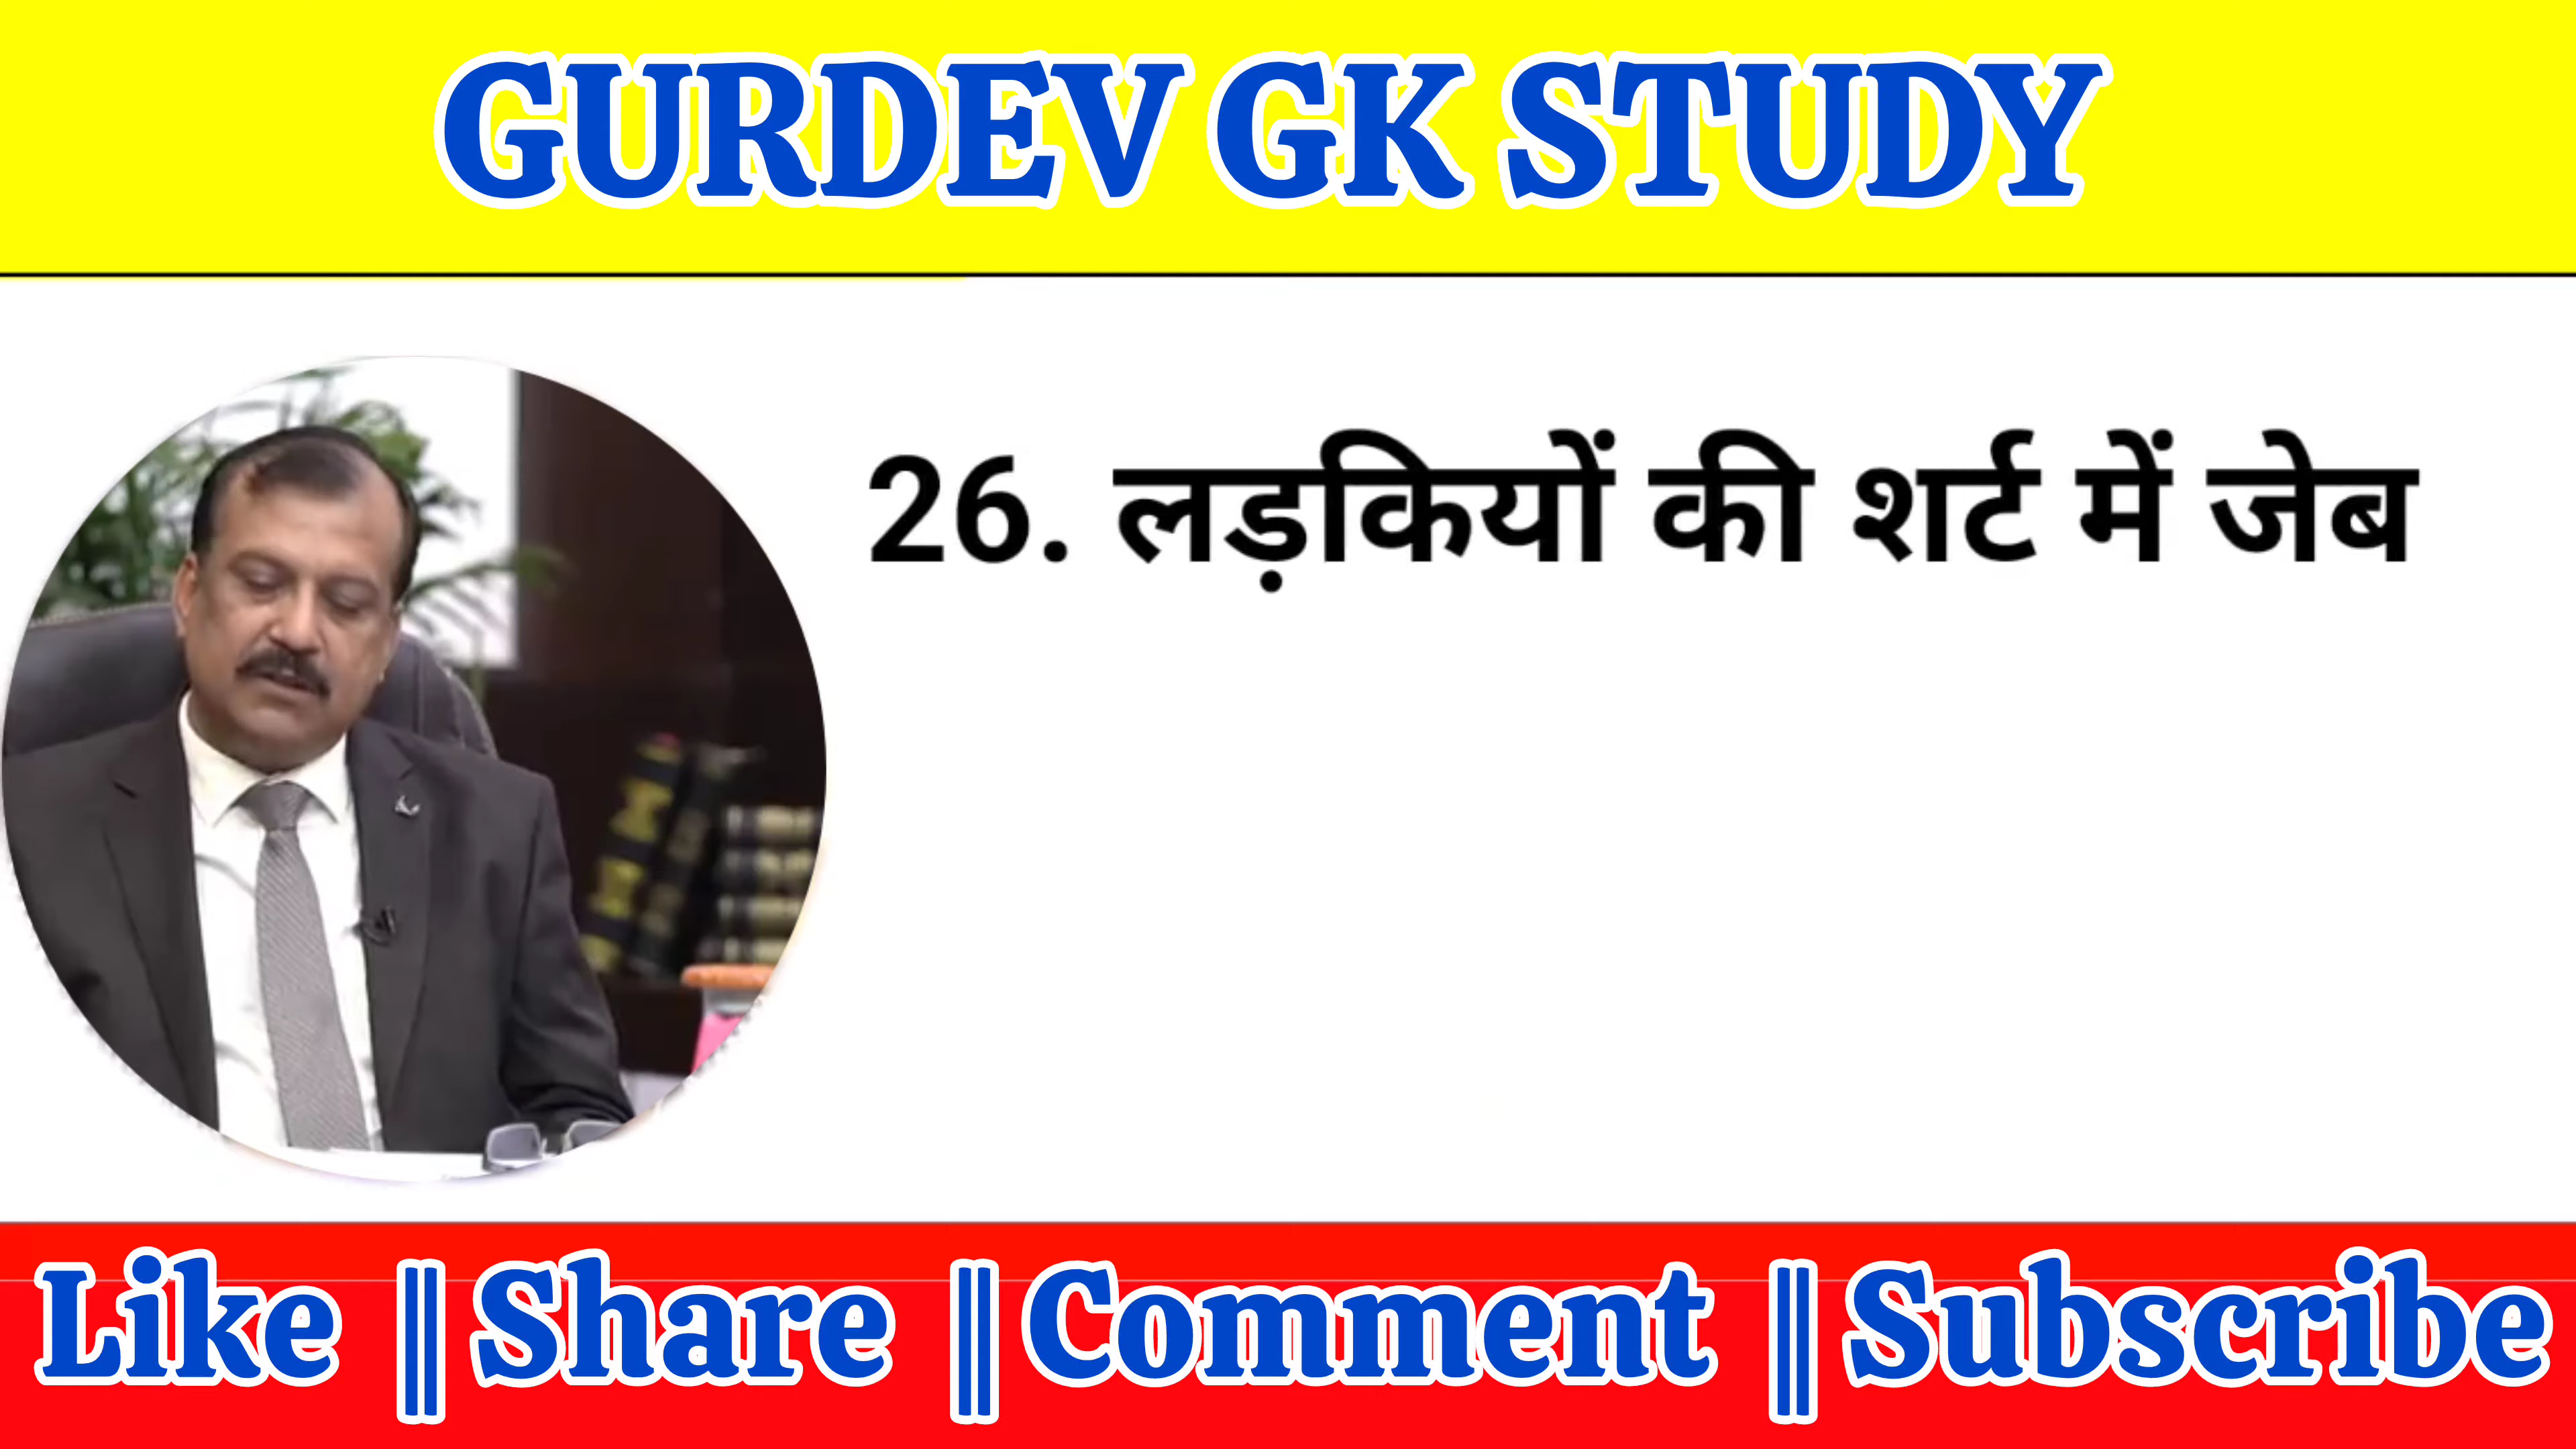 GURDEV GK STUDY
26. लड़कियों की शर्ट में जेब
Like || Share || Comment || Subscribe